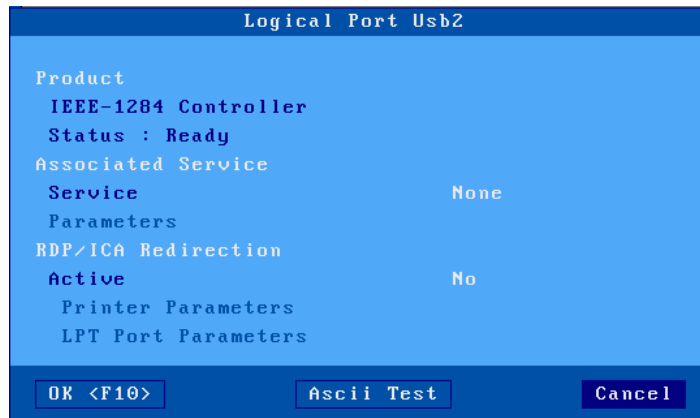 Logical Port Usb2
Product
IEEE-1284 Controller
Status : Ready
Associated Service
Service None
Parameters
RDP/ICA Redirection
Active No
Printer Parameters
LPT Port Parameters
OK <F10> Ascii Test Cancel